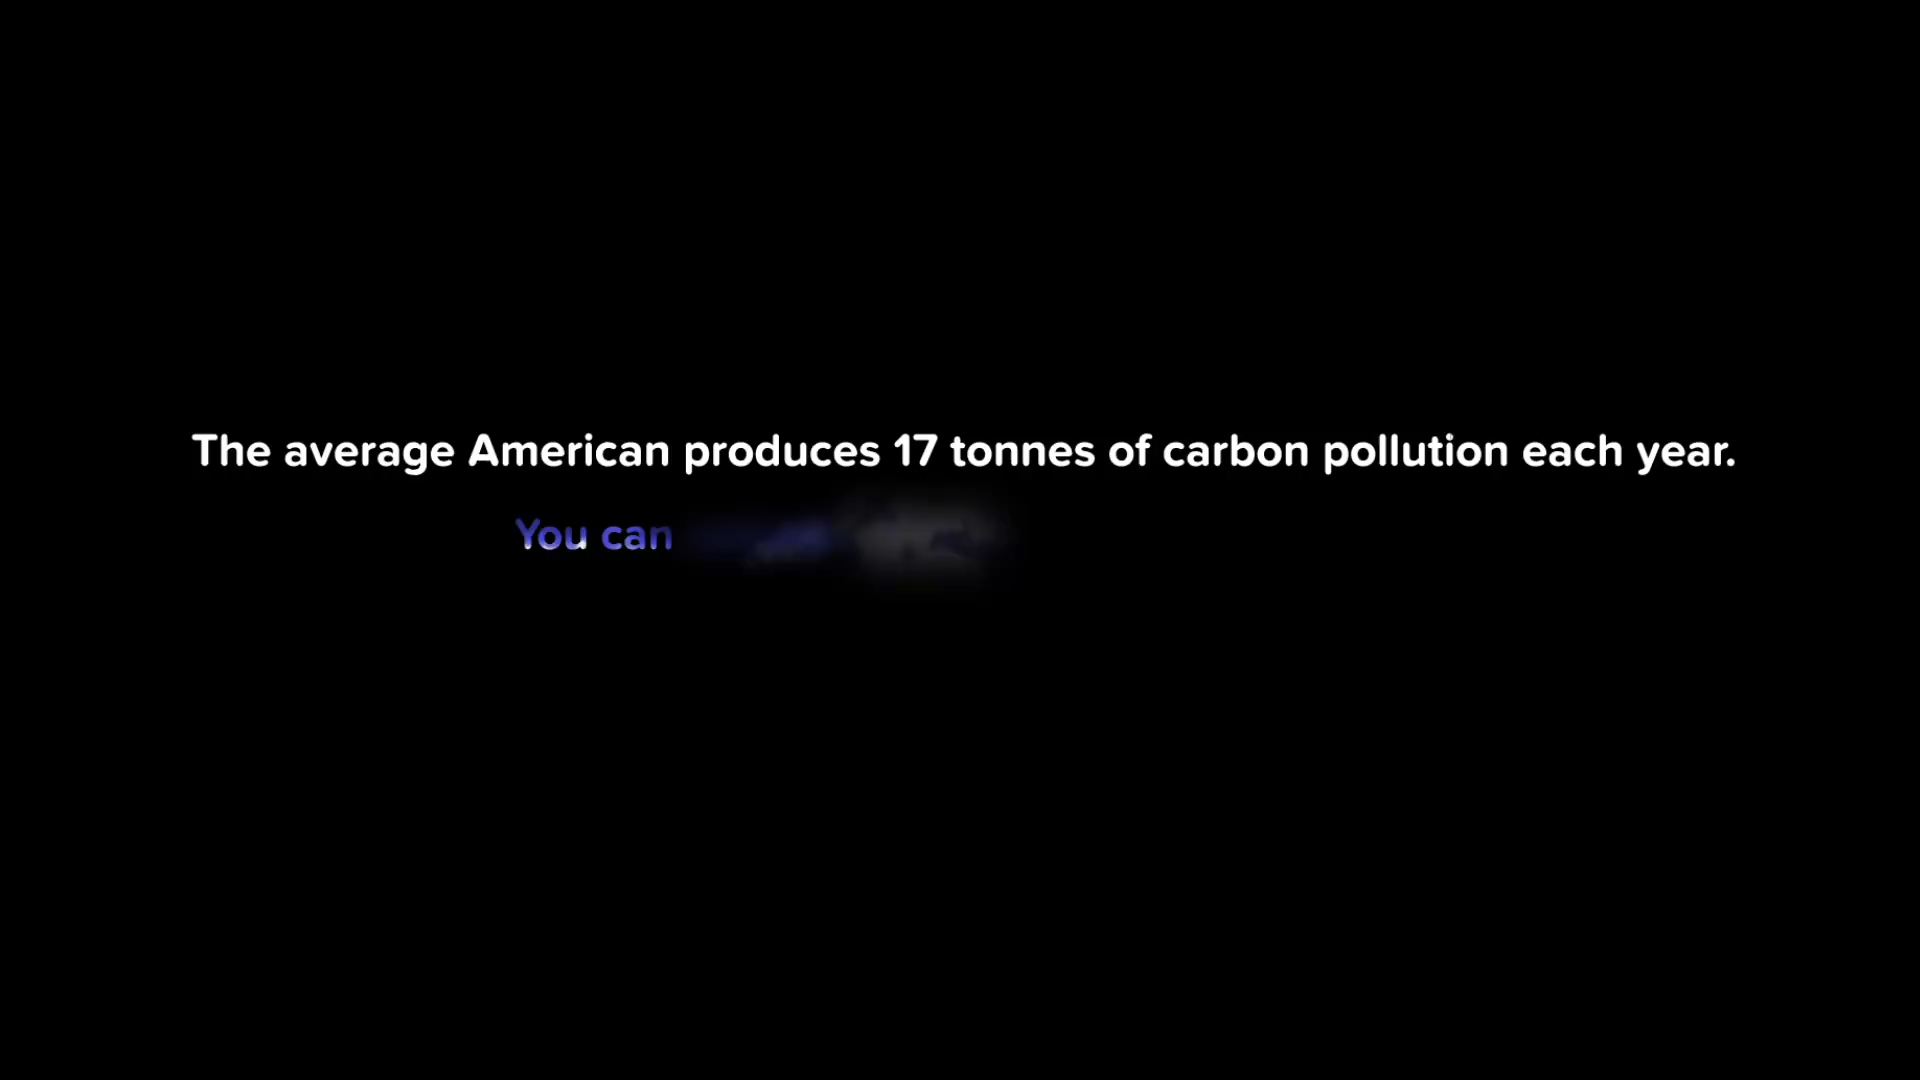 The average American produces 17 tonnes of carbon pollution each year.
You can